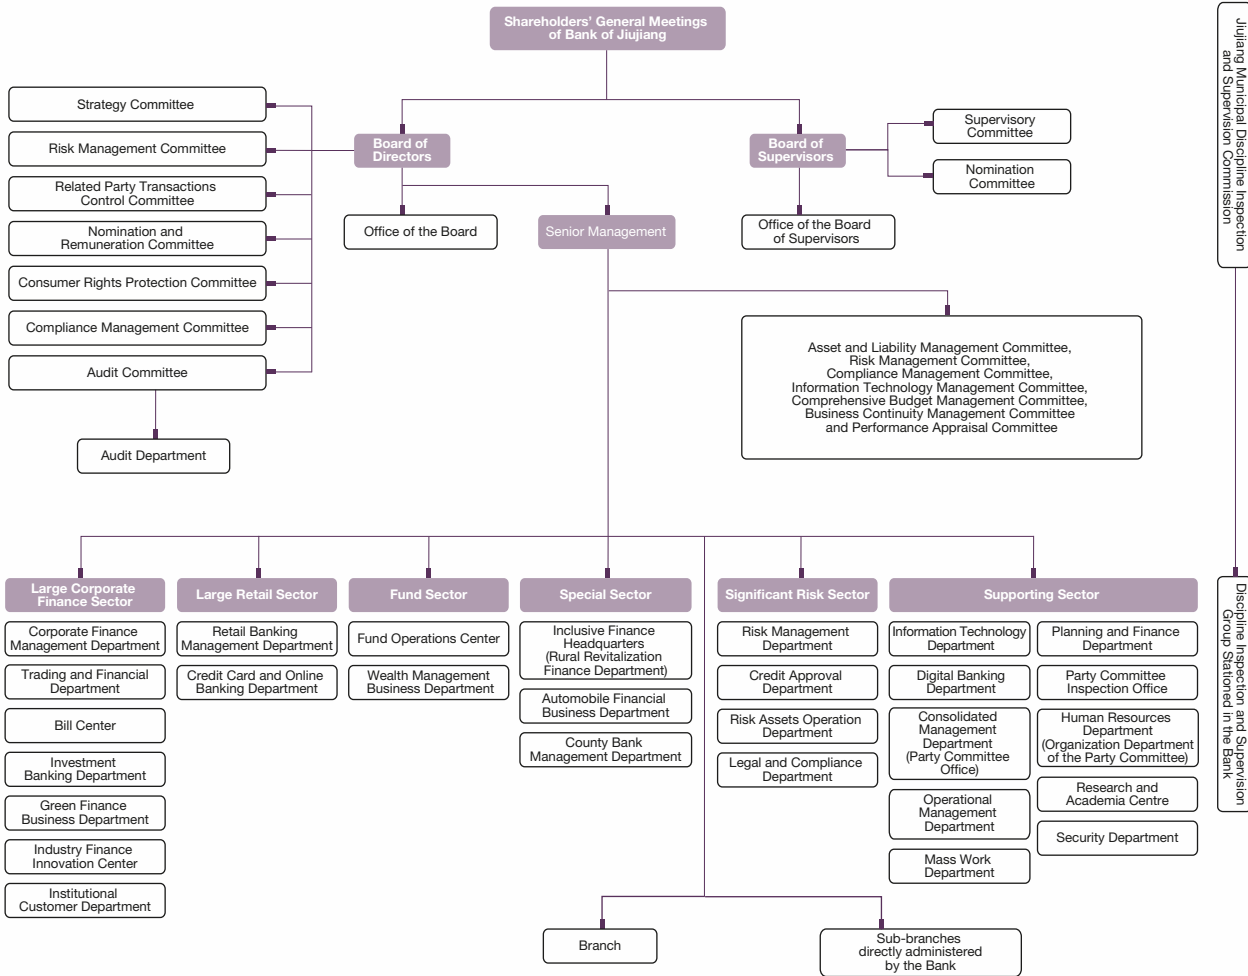 Shareholders' General Meetings
of Bank of Jiujiang
Strategy Committee
Risk Management Committee
Related Party Transactions
Control Committee
Nomination and
Remuneration Committee
Consumer Rights Protection Committee
Compliance Management Committee
Audit Committee
Audit Department
Board of
Directors
Office of the Board
Senior Management
Board of
Supervisors
Supervisory
Committee
Nomination
Committee
Office of the Board
of Supervisors
Asset and Liability Management Committee,
Risk Management Committee,
Compliance Management Committee,
Information Technology Management Committee,
Comprehensive Budget Management Committee,
Business Continuity Management Committee
and Performance Appraisal Committee
Large Corporate
Finance Sector
Corporate Finance
Management Department
Trading and Financial
Department
Bill Center
Investment
Banking Department
Green Finance
Business Department
Industry Finance
Innovation Center
Institutional
Customer Department
Large Retail Sector
Retail Banking
Management Department
Credit Card and Online
Banking Department
Fund Sector
Fund Operations Center
Wealth Management
Business Department
Special Sector
Inclusive Finance
Headquarters
(Rural Revitalization
Finance Department)
Automobile Financial
Business Department
County Bank
Management Department
Significant Risk Sector
Risk Management
Department
Credit Approval
Department
Risk Assets Operation
Department
Legal and Compliance
Department
Supporting Sector
Information Technology
Department
Digital Banking
Department
Consolidated
Management
Department
(Party Committee
Office)
Operational
Management
Department
Mass Work
Department
Planning and Finance
Department
Party Committee
Inspection Office
Human Resources
Department
(Organization Department
of the Party Committee)
Research and
Academia Centre
Security Department
Branch
Sub-branches
directly administered
by the Bank
Jiujiang Municipal Discipline Inspection
and Supervision Commission
Discipline Inspection and Supervision
Group Stationed in the Bank